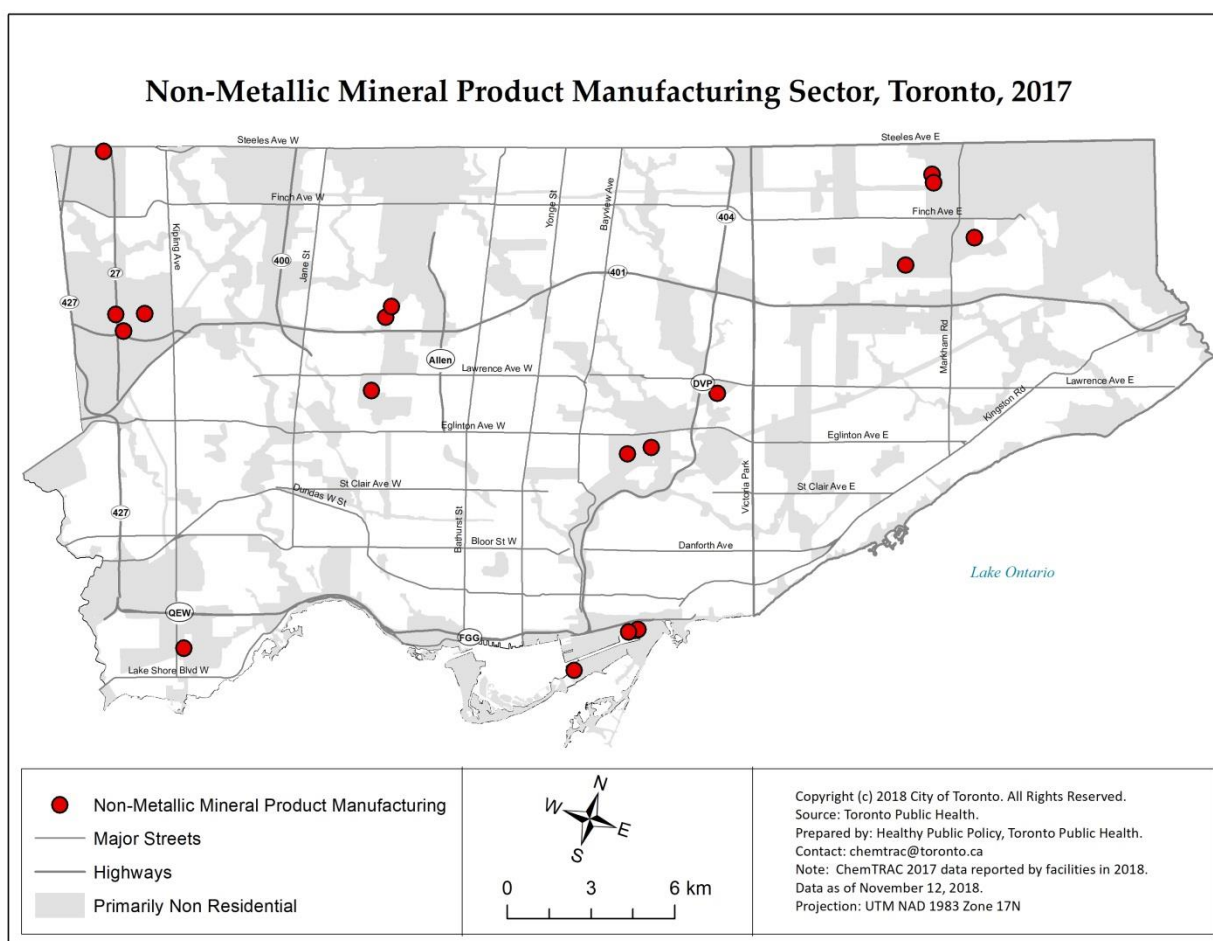 Non-Metallic Mineral Product Manufacturing Sector, Toronto, 2017
Steeles Ave W
Steeles Ave E
Finch Ave W
Finch Ave E
Kipling Ave
Jane St
Yonge St
Bayview Ave
404
400
401
27
427
Markham Rd
Allen
Lawrence Ave W
DVP
Lawrence Ave E
Kingston Rd
Eglinton Ave W
Eglinton Ave E
St Clair Ave W
St Clair Ave E
Dundas W St
Victoria Park
427
Bathurst St
Bloor St W
Danforth Ave
Lake Ontario
QEW
FGG
Lake Shore Blvd W
Non-Metallic Mineral Product Manufacturing
Major Streets
Highways
Primarily Non Residential
N
W
E
S
0 3 6 km
Copyright (c) 2018 City of Toronto. All Rights Reserved.
Source: Toronto Public Health.
Prepared by: Healthy Public Policy, Toronto Public Health.
Contact: chemtrac@toronto.ca
Note: ChemTRAC 2017 data reported by facilities in 2018.
Data as of November 12, 2018.
Projection: UTM NAD 1983 Zone 17N